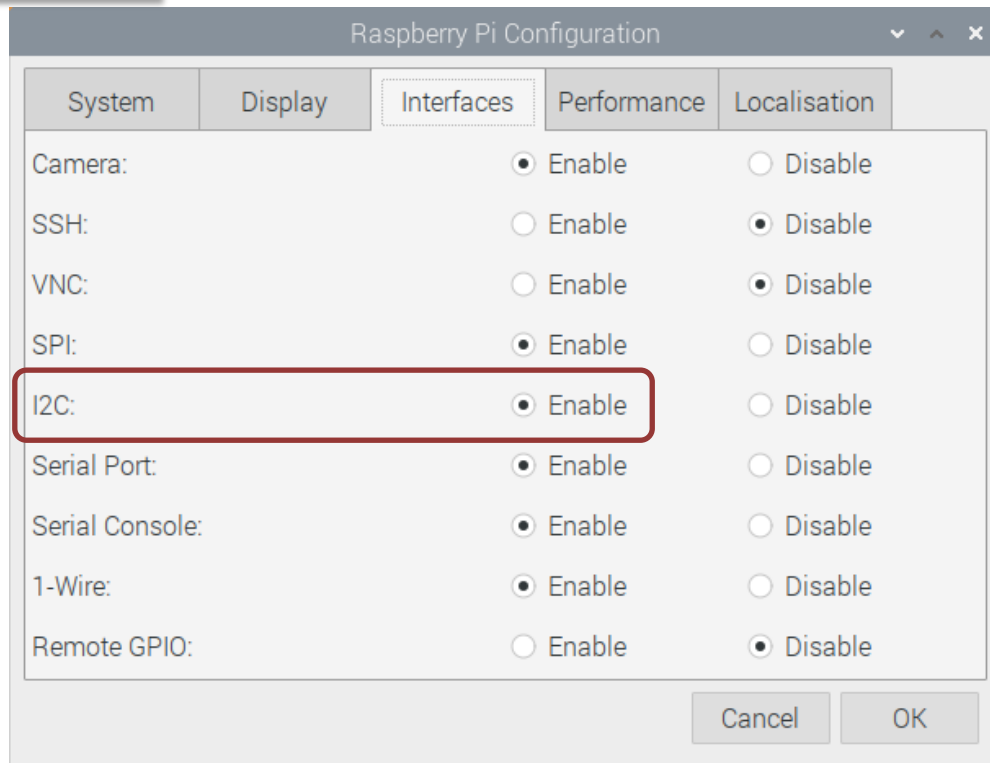 Raspberry Pi Configuration
System Display Interfaces Performance Localisation
Camera: Enable Disable
SSH: Enable Disable
VNC: Enable Disable
SPI: Enable Disable
I2C: Enable Disable
Serial Port: Enable Disable
Serial Console: Enable Disable
1-Wire: Enable Disable
Remote GPIO: Enable Disable
Cancel OK